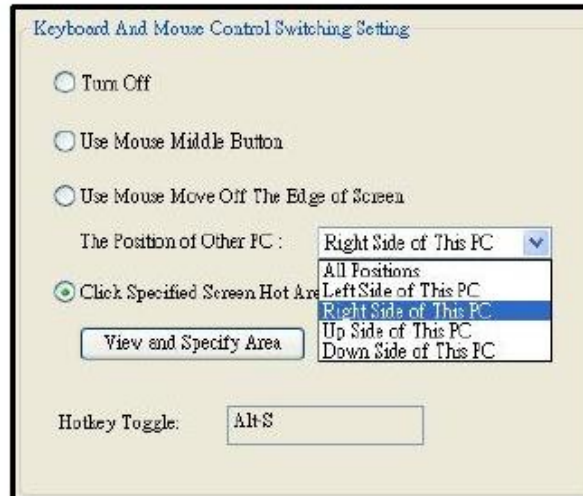 Keyboard And Mouse Control Switching Setting
Turn Off
Use Mouse Middle Button
Use Mouse Move Off The Edge of Screen
The Position of Other PC :
Right Side of This PC
All Positions
Click Specified Screen Hot Are
Left Side of This PC
Right Side of This PC
Up Side of This PC
Down Side of This PC
View and Specify Area
Hotkey Toggle:
Alt-S